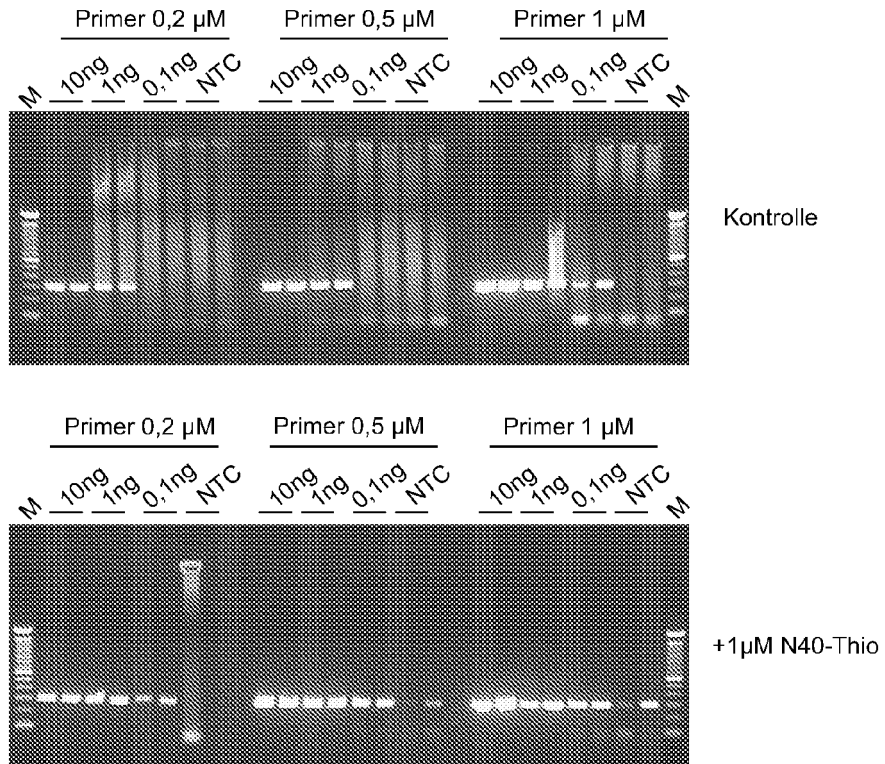 Primer 0,2 µM Primer 0,5 µM Primer 1 µM
M 10ng 1ng 0,1ng NTC 10ng 1ng 0,1ng NTC 10ng 1ng 0,1ng NTC M
Kontrolle
Primer 0,2 µM Primer 0,5 µM Primer 1 µM
M 10ng 1ng 0,1ng NTC 10ng 1ng 0,1ng NTC 10ng 1ng 0,1ng NTC M
+1µM N40-Thio